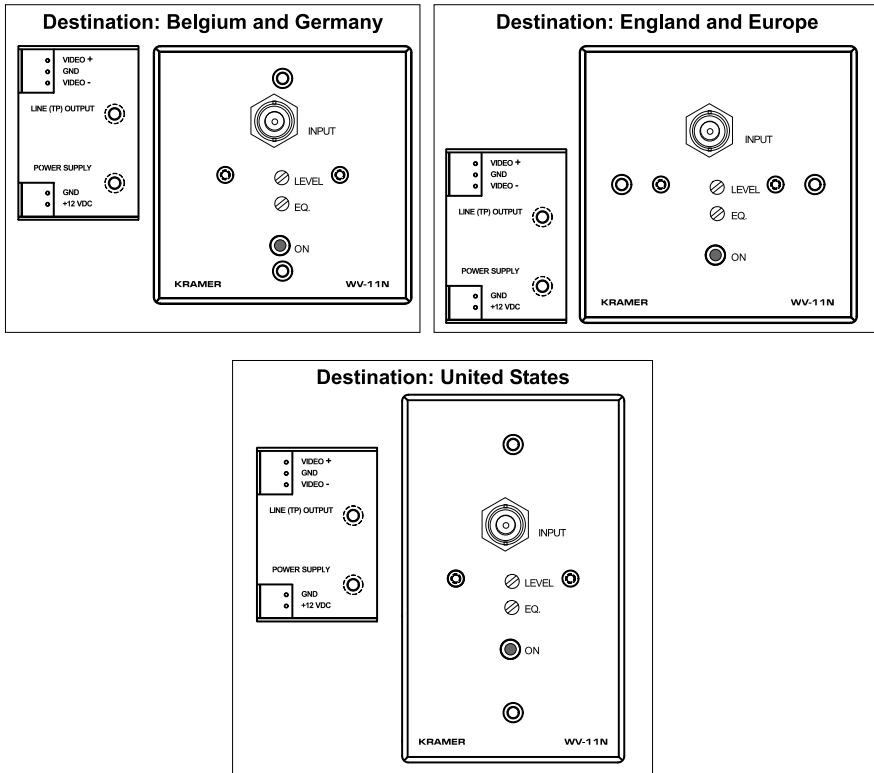 Destination: Belgium and Germany
VIDEO +
GND
VIDEO -
LINE (TP) OUTPUT
POWER SUPPLY
GND
+12 VDC
INPUT
LEVEL
EQ.
ON
KRAMER WV-11N
Destination: England and Europe
VIDEO +
GND
VIDEO -
LINE (TP) OUTPUT
POWER SUPPLY
GND
+12 VDC
INPUT
LEVEL
EQ.
ON
KRAMER WV-11N
Destination: United States
VIDEO +
GND
VIDEO -
LINE (TP) OUTPUT
POWER SUPPLY
GND
+12 VDC
INPUT
LEVEL
EQ.
ON
KRAMER WV-11N